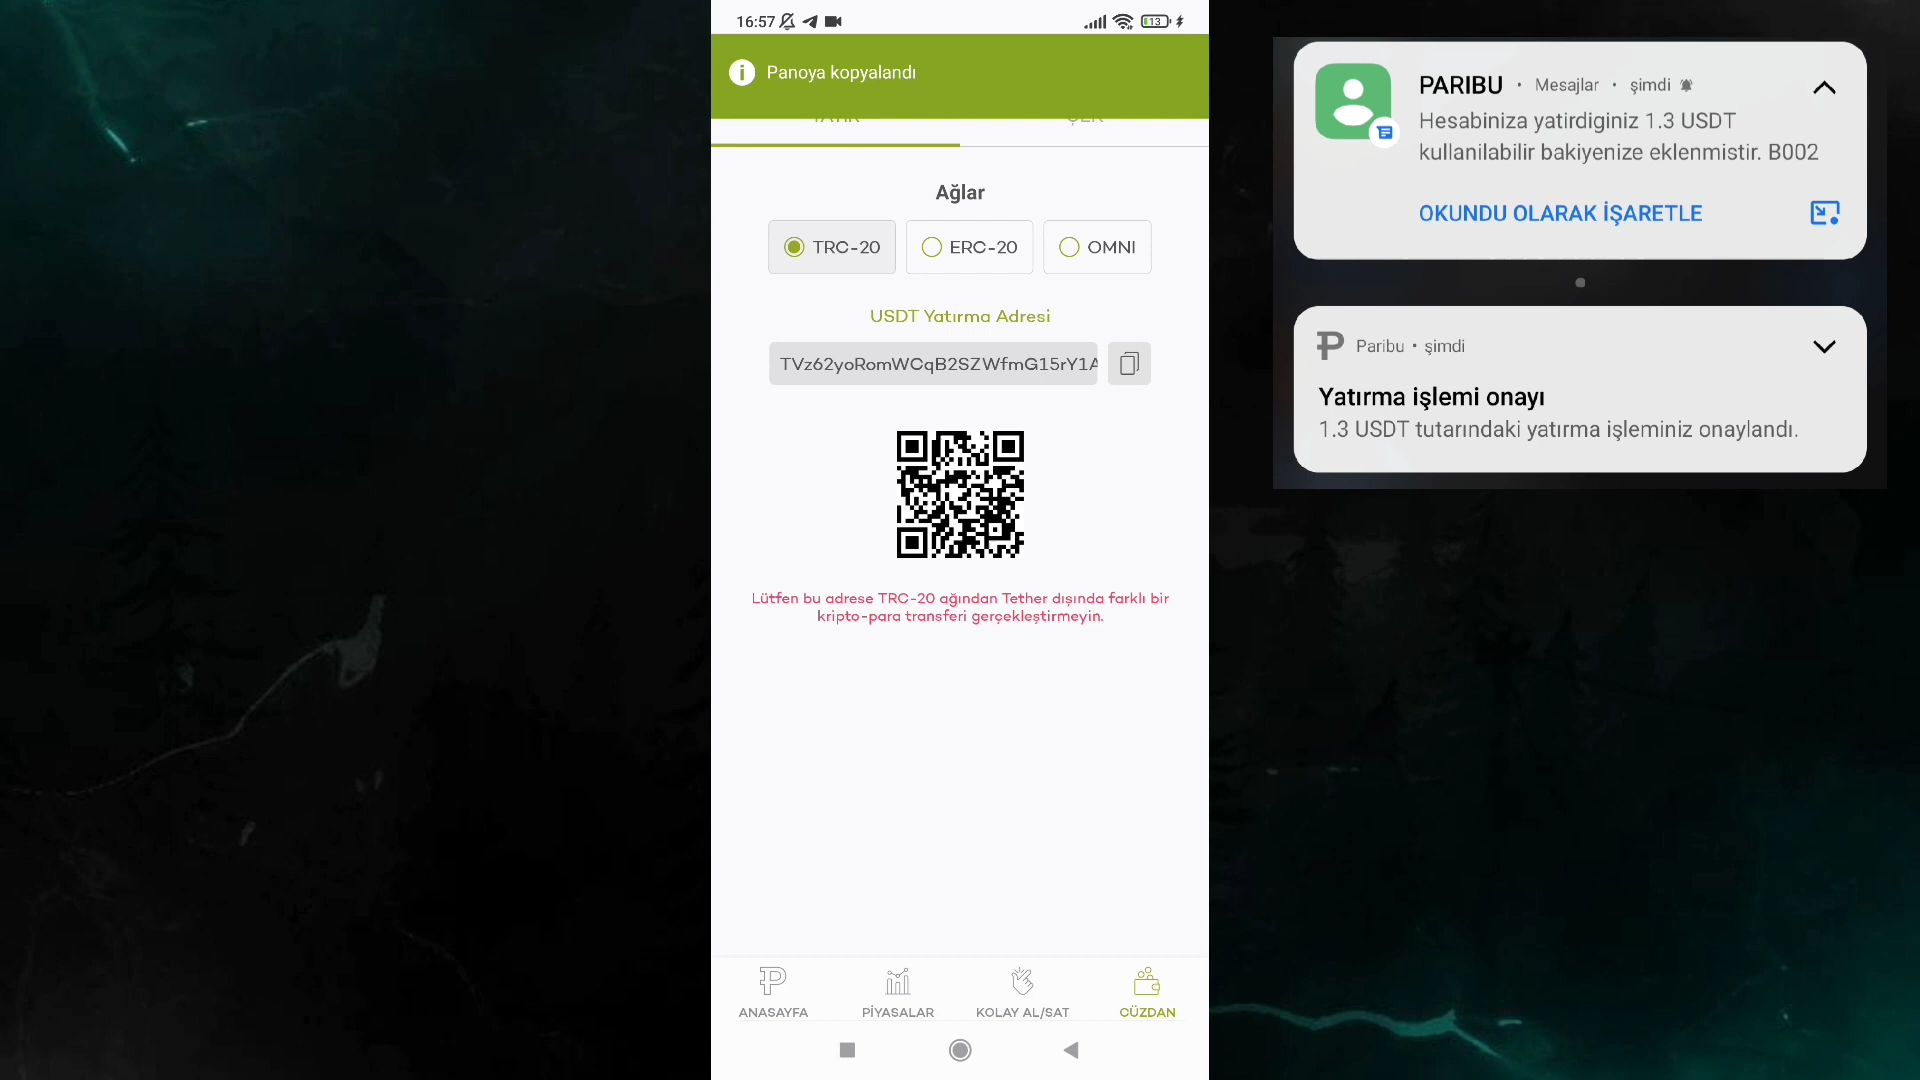 16:57
13
Panoya kopyalandı
Ağlar
TRC-20 ERC-20 OMNI
USDT Yatırma Adresi
TVz62yoRomWCqB2SZWfmG15rY1A
Lütfen bu adrese TRC-20 ağından Tether dışında farklı bir
kripto-para transferi gerçekleştirmeyin.
ANASAYFA PİYASALAR KOLAY AL/SAT CÜZDAN
PARIBU • Mesajlar • şimdi
Hesabiniza yatirdiginiz 1.3 USDT
kullanilabilir bakiyenize eklenmistir. B002
OKUNDU OLARAK İŞARETLE
Paribu • şimdi
Yatırma işlemi onayı
1.3 USDT tutarındaki yatırma işleminiz onaylandı.